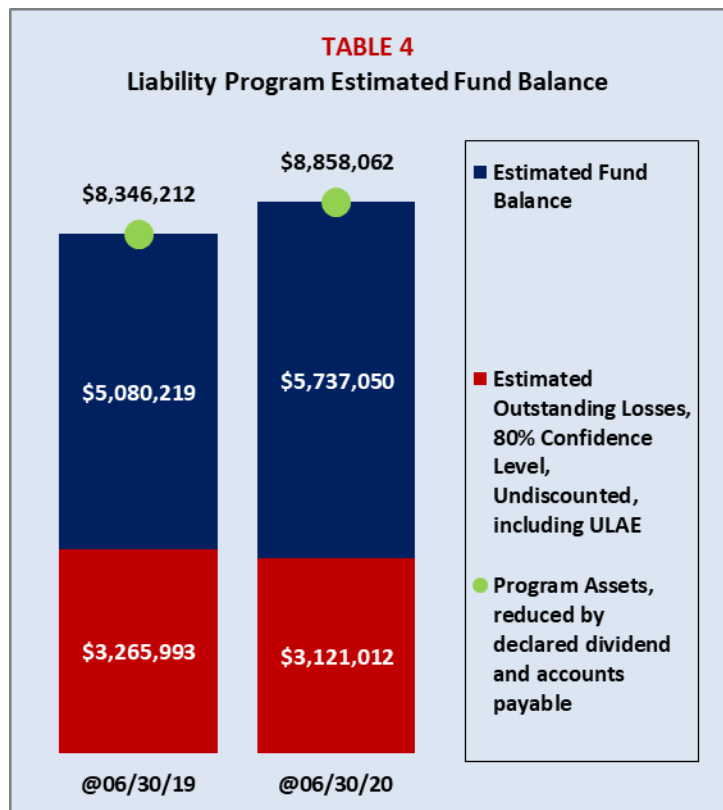 TABLE 4
Liability Program Estimated Fund Balance
$8,346,212
$8,858,062
$5,080,219
$5,737,050
$3,265,993
$3,121,012
@06/30/19
@06/30/20
Estimated Fund
Balance
Estimated
Outstanding Losses,
80% Confidence
Level,
Undiscounted,
including ULAE
Program Assets,
reduced by
declared dividend
and accounts
payable